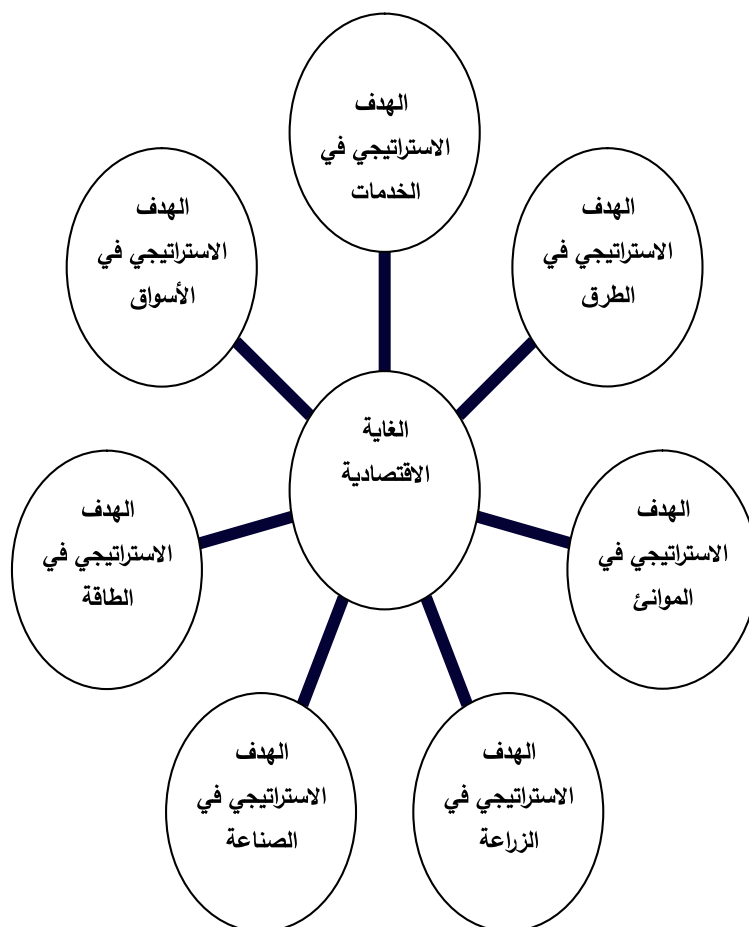 الهدف
الاستراتيجي في
الخدمات
الهدف
الاستراتيجي في
الطرق
الهدف
الاستراتيجي في
الأسواق
الغاية
الاقتصادية
الهدف
الاستراتيجي في
الموانئ
الهدف
الاستراتيجي في
الطاقة
الهدف
الاستراتيجي في
الزراعة
الهدف
الاستراتيجي في
الصناعة